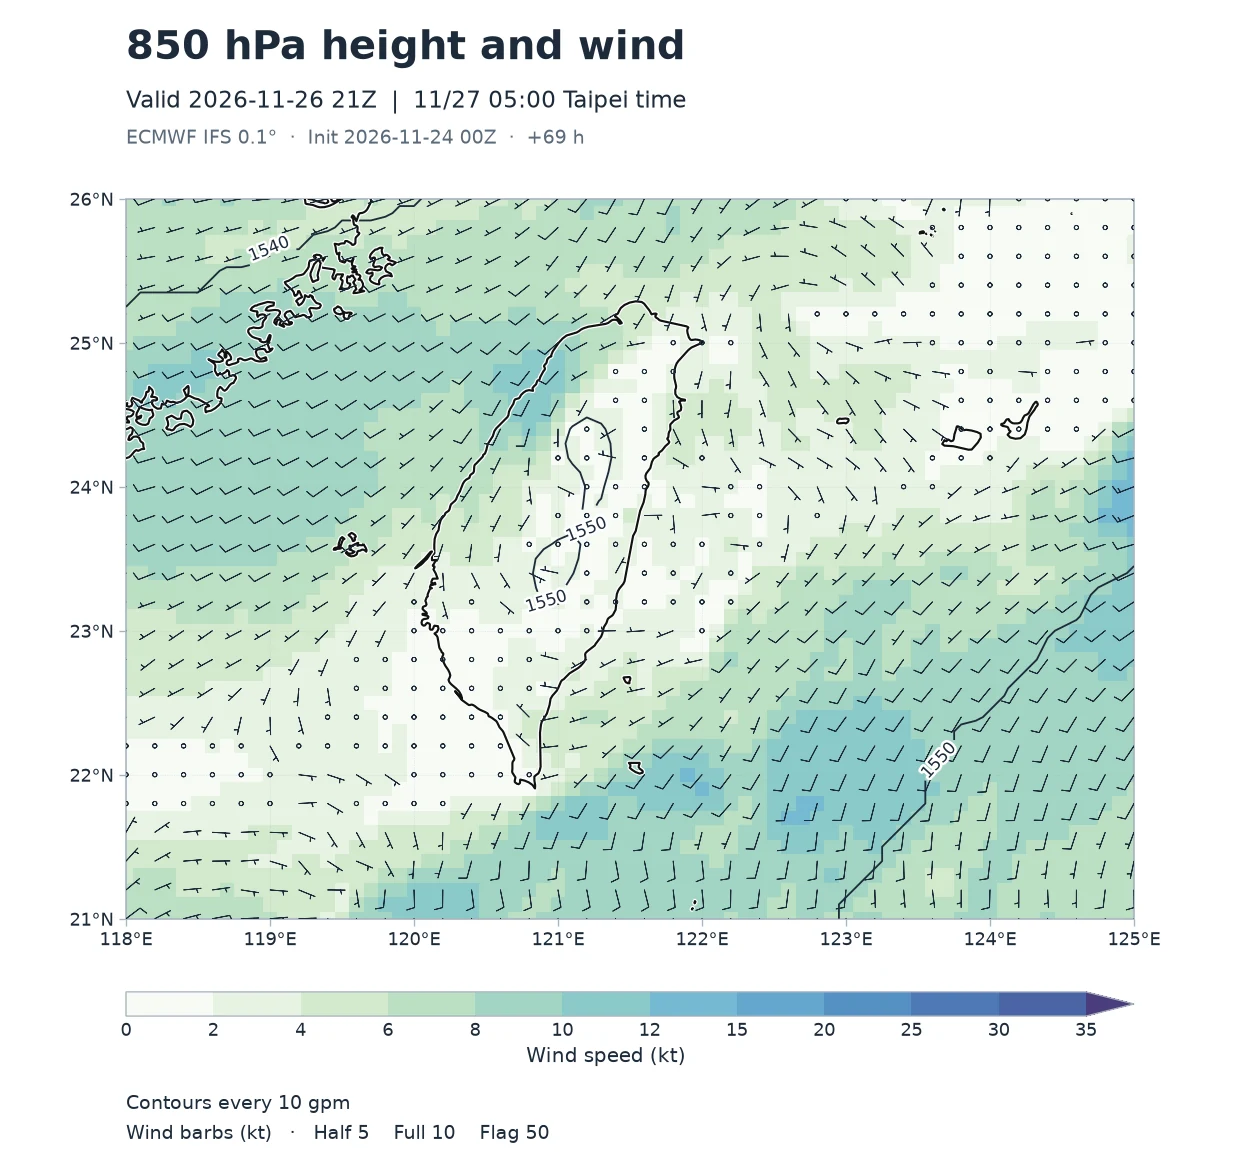 850 hPa height and wind
Valid 2026-11-26 21Z | 11/27 05:00 Taipei time
ECMWF IFS 0.1° · Init 2026-11-24 00Z · +69 h
26°N
25°N
24°N
23°N
22°N
21°N
1540
1550
1550
1550
118°E 119°E 120°E 121°E 122°E 123°E 124°E 125°E
0 2 4 6 8 10 12 15 20 25 30 35
Wind speed (kt)
Contours every 10 gpm
Wind barbs (kt) · Half 5 Full 10 Flag 50